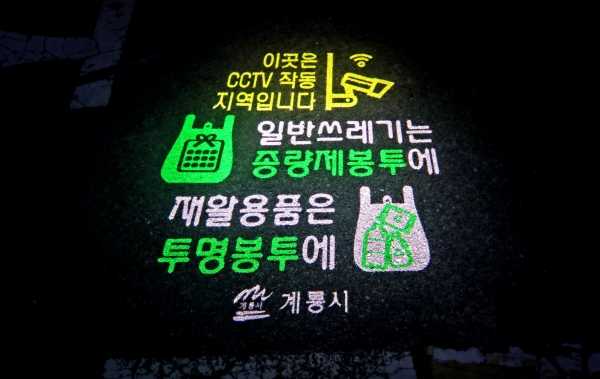 이곳은
CCTV 작동
지역입니다
일반쓰레기는
종량제봉투에
재활용품은
투명봉투에
계룡시
계룡시